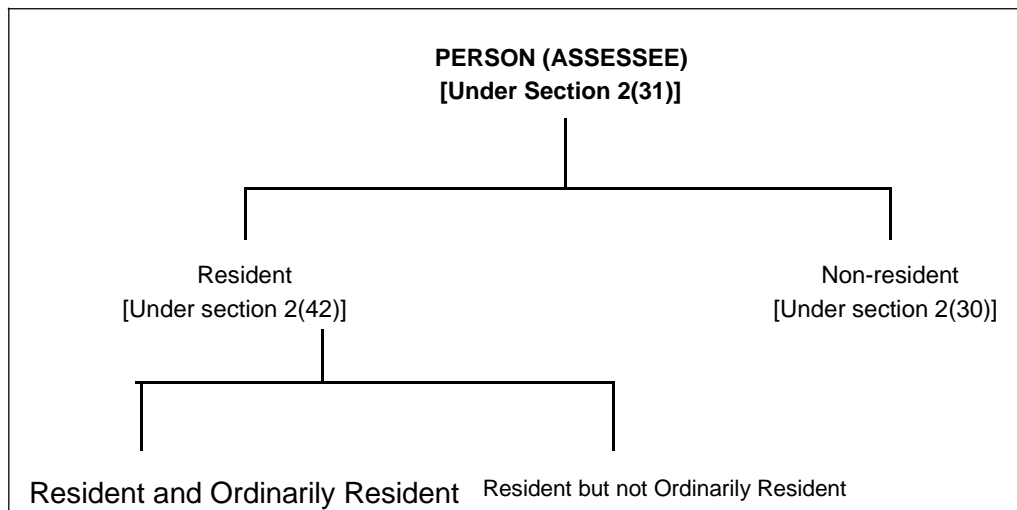 PERSON (ASSESSEE)
[Under Section 2(31)]
Resident
[Under section 2(42)]
Non-resident
[Under section 2(30)]
Resident and Ordinarily Resident
Resident but not Ordinarily Resident